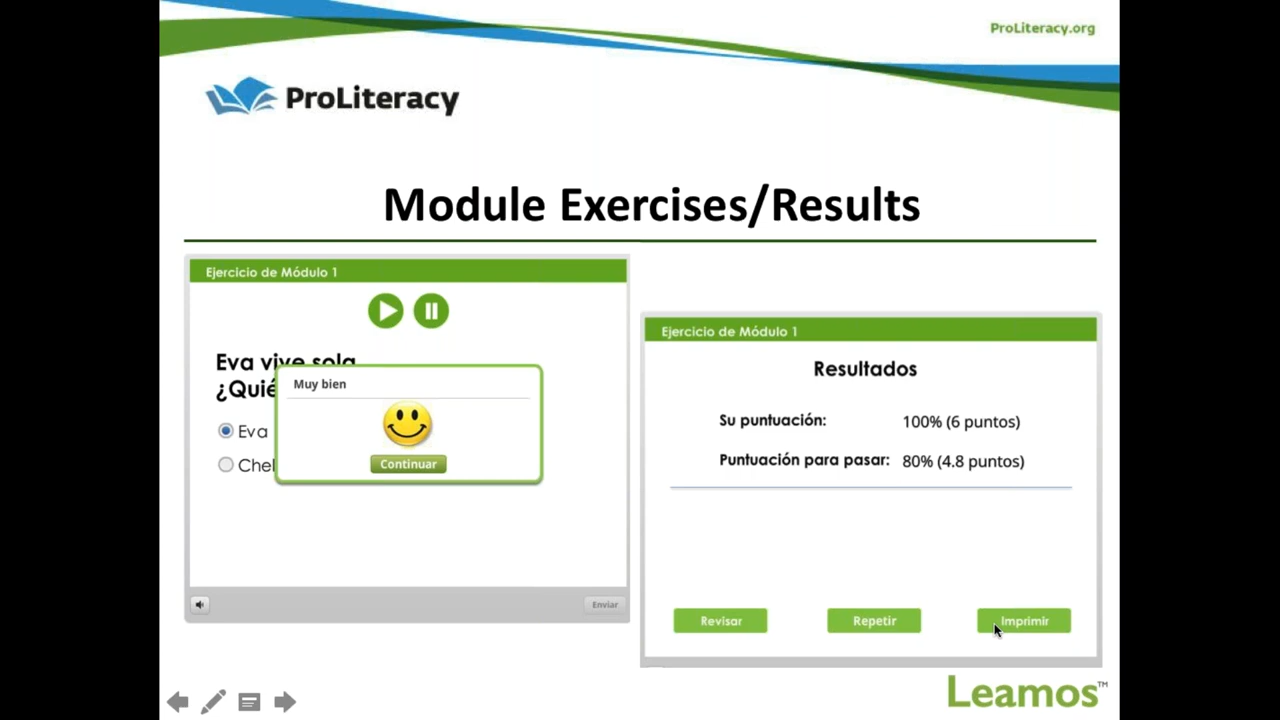 ProLiteracy.org
ProLiteracy
Module Exercises/Results
Ejercicio de Módulo 1
Eva vive sola
¿Quié
Eva
Chel
Muy bien
Continuar
Enviar
Ejercicio de Módulo 1
Resultados
Su puntuación: 100% (6 puntos)
Puntuación para pasar: 80% (4.8 puntos)
Revisar Repetir Imprimir
Leamos™